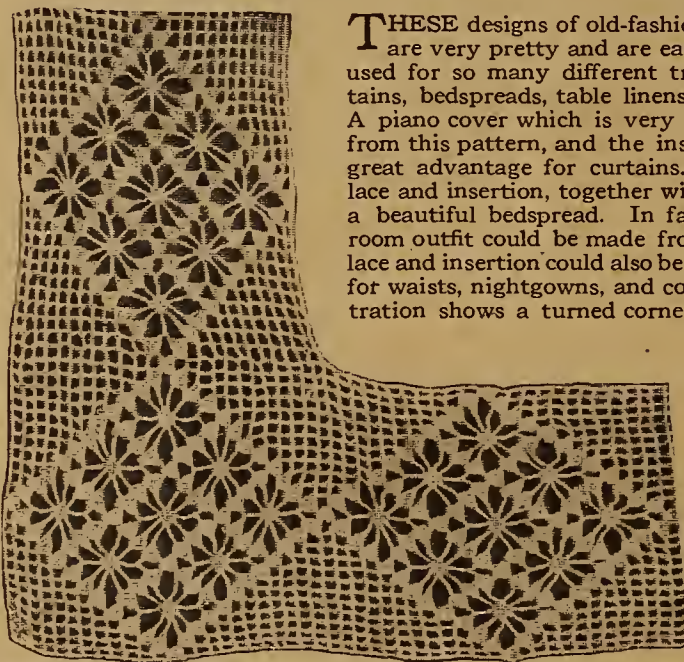 THESE designs of old-fashio
are very pretty and are ea
used for so many different tr
tains, bedspreads, table linens
A piano cover which is very
from this pattern, and the ins
great advantage for curtains.
lace and insertion, together wi
a beautiful bedspread. In fa
room outfit could be made fro
lace and insertion could also be
for waists, nightgowns, and co
tration shows a turned corne